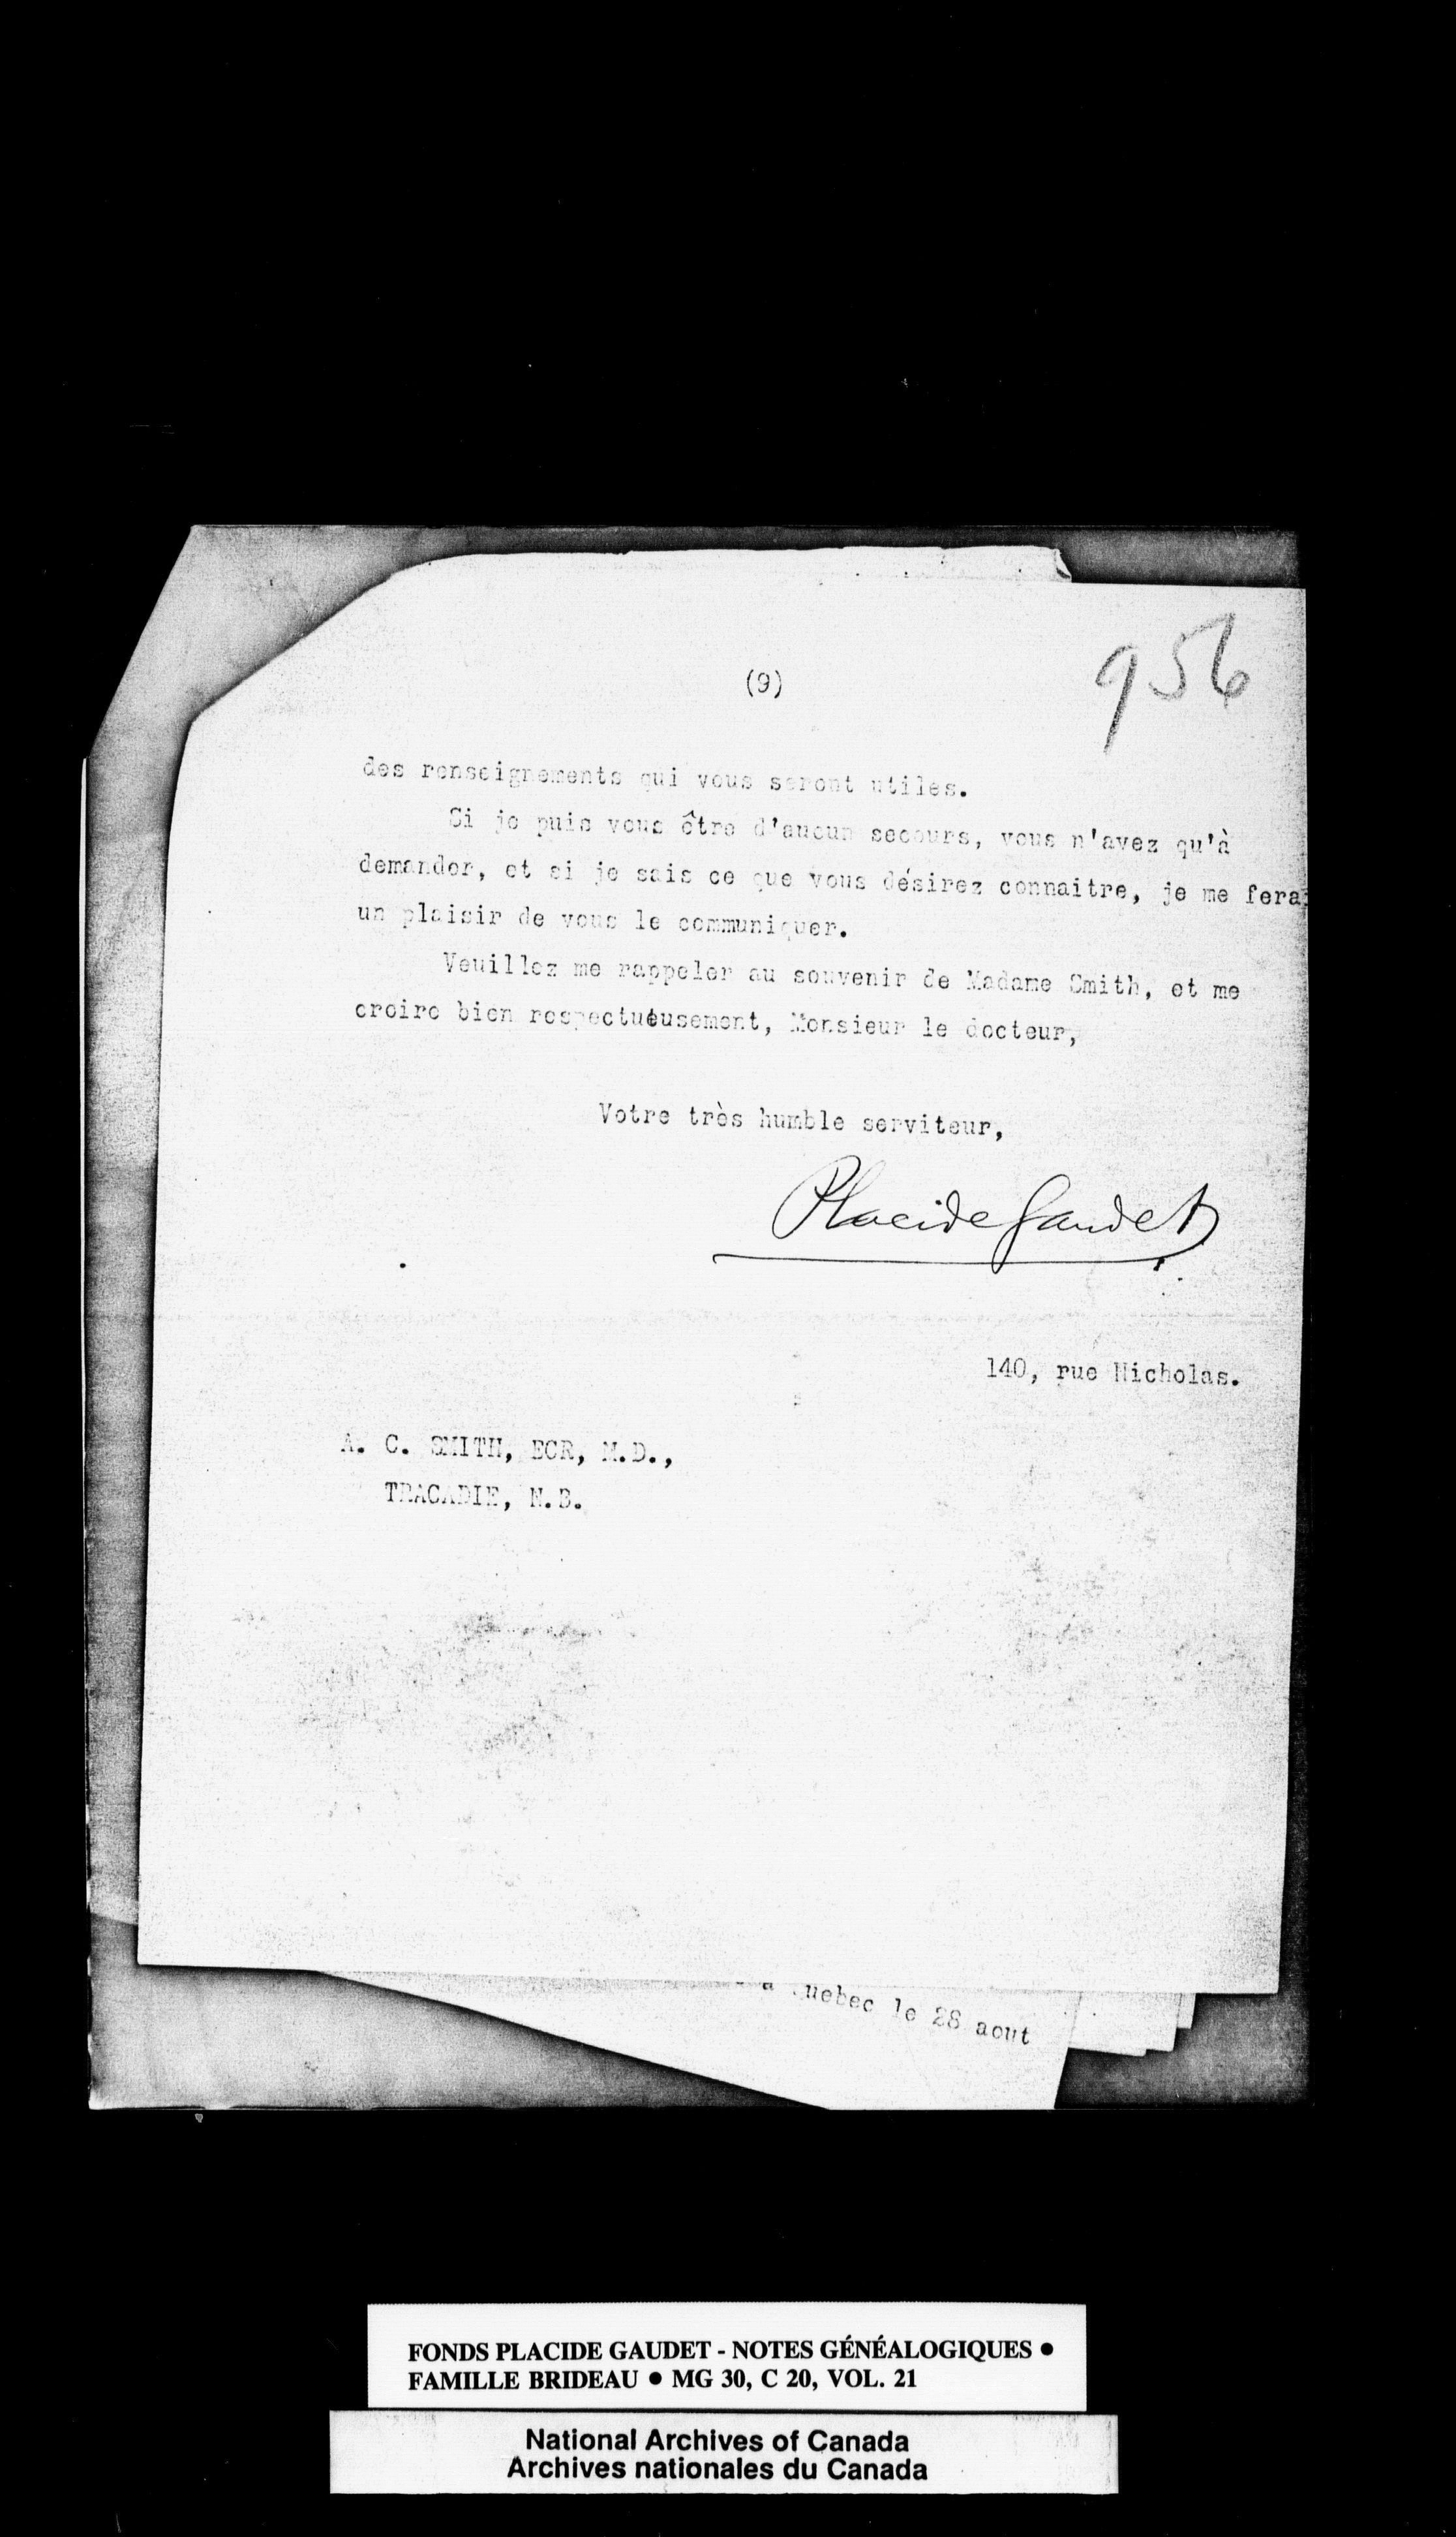 956
(9)
des renseignements qui vous seront utiles.
Si je puis vous être d'aucun secours, vous n'avez qu'à
demander, et si je sais ce que vous désirez connaitre, je me ferai
un plaisir de vous le communiquer.
Veuillez me rappeler au souvenir de Madame Smith, et me
croire bien respectueusement, Monsieur le docteur,
Votre très humble serviteur,
Placide Gaudet
140, rue Nicholas.
A. C. SMITH, ECR, M.D.,
TRACADIE, N.B.
a Quebec le 28 aout
FONDS PLACIDE GAUDET - NOTES GÉNÉALOGIQUES ●
FAMILLE BRIDEAU ● MG 30, C 20, VOL. 21
National Archives of Canada
Archives nationales du Canada